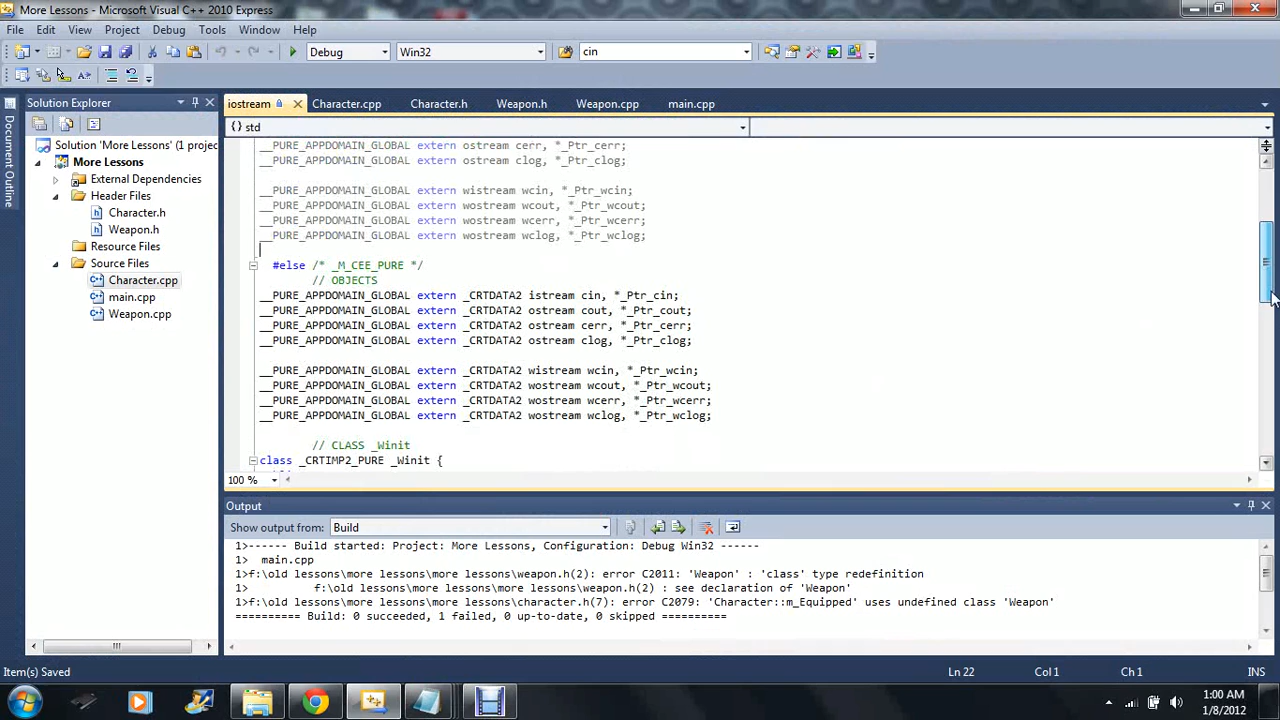 More Lessons - Microsoft Visual C++ 2010 Express
File Edit View Project Debug Tools Window Help
Debug Win32 cin
Solution Explorer
iostream Character.cpp Character.h Weapon.h Weapon.cpp main.cpp
{} std
Document Outline
Solution 'More Lessons' (1 projec
More Lessons
External Dependencies
Header Files
Character.h
Weapon.h
Resource Files
Source Files
Character.cpp
main.cpp
Weapon.cpp
__PURE_APPDOMAIN_GLOBAL extern ostream cerr, *_Ptr_cerr;
__PURE_APPDOMAIN_GLOBAL extern ostream clog, *_Ptr_clog;
__PURE_APPDOMAIN_GLOBAL extern wistream wcin, *_Ptr_wcin;
__PURE_APPDOMAIN_GLOBAL extern wostream wcout, *_Ptr_wcout;
__PURE_APPDOMAIN_GLOBAL extern wostream wcerr, *_Ptr_wcerr;
__PURE_APPDOMAIN_GLOBAL extern wostream wclog, *_Ptr_wclog;
#else /* _M_CEE_PURE */
// OBJECTS
__PURE_APPDOMAIN_GLOBAL extern _CRTDATA2 istream cin, *_Ptr_cin;
__PURE_APPDOMAIN_GLOBAL extern _CRTDATA2 ostream cout, *_Ptr_cout;
__PURE_APPDOMAIN_GLOBAL extern _CRTDATA2 ostream cerr, *_Ptr_cerr;
__PURE_APPDOMAIN_GLOBAL extern _CRTDATA2 ostream clog, *_Ptr_clog;
__PURE_APPDOMAIN_GLOBAL extern _CRTDATA2 wistream wcin, *_Ptr_wcin;
__PURE_APPDOMAIN_GLOBAL extern _CRTDATA2 wostream wcout, *_Ptr_wcout;
__PURE_APPDOMAIN_GLOBAL extern _CRTDATA2 wostream wcerr, *_Ptr_wcerr;
__PURE_APPDOMAIN_GLOBAL extern _CRTDATA2 wostream wclog, *_Ptr_wclog;
// CLASS _Winit
class _CRTIMP2_PURE _Winit {
100 %
Output
Show output from: Build
1>------ Build started: Project: More Lessons, Configuration: Debug Win32 ------
1> main.cpp
1>f:\old lessons\more lessons\more lessons\weapon.h(2): error C2011: 'Weapon' : 'class' type redefinition
1> f:\old lessons\more lessons\more lessons\weapon.h(2) : see declaration of 'Weapon'
1>f:\old lessons\more lessons\more lessons\character.h(7): error C2079: 'Character::m_Equipped' uses undefined class 'Weapon'
========== Build: 0 succeeded, 1 failed, 0 up-to-date, 0 skipped ==========
Item(s) Saved Ln 22 Col 1 Ch 1 INS
1:00 AM
1/8/2012